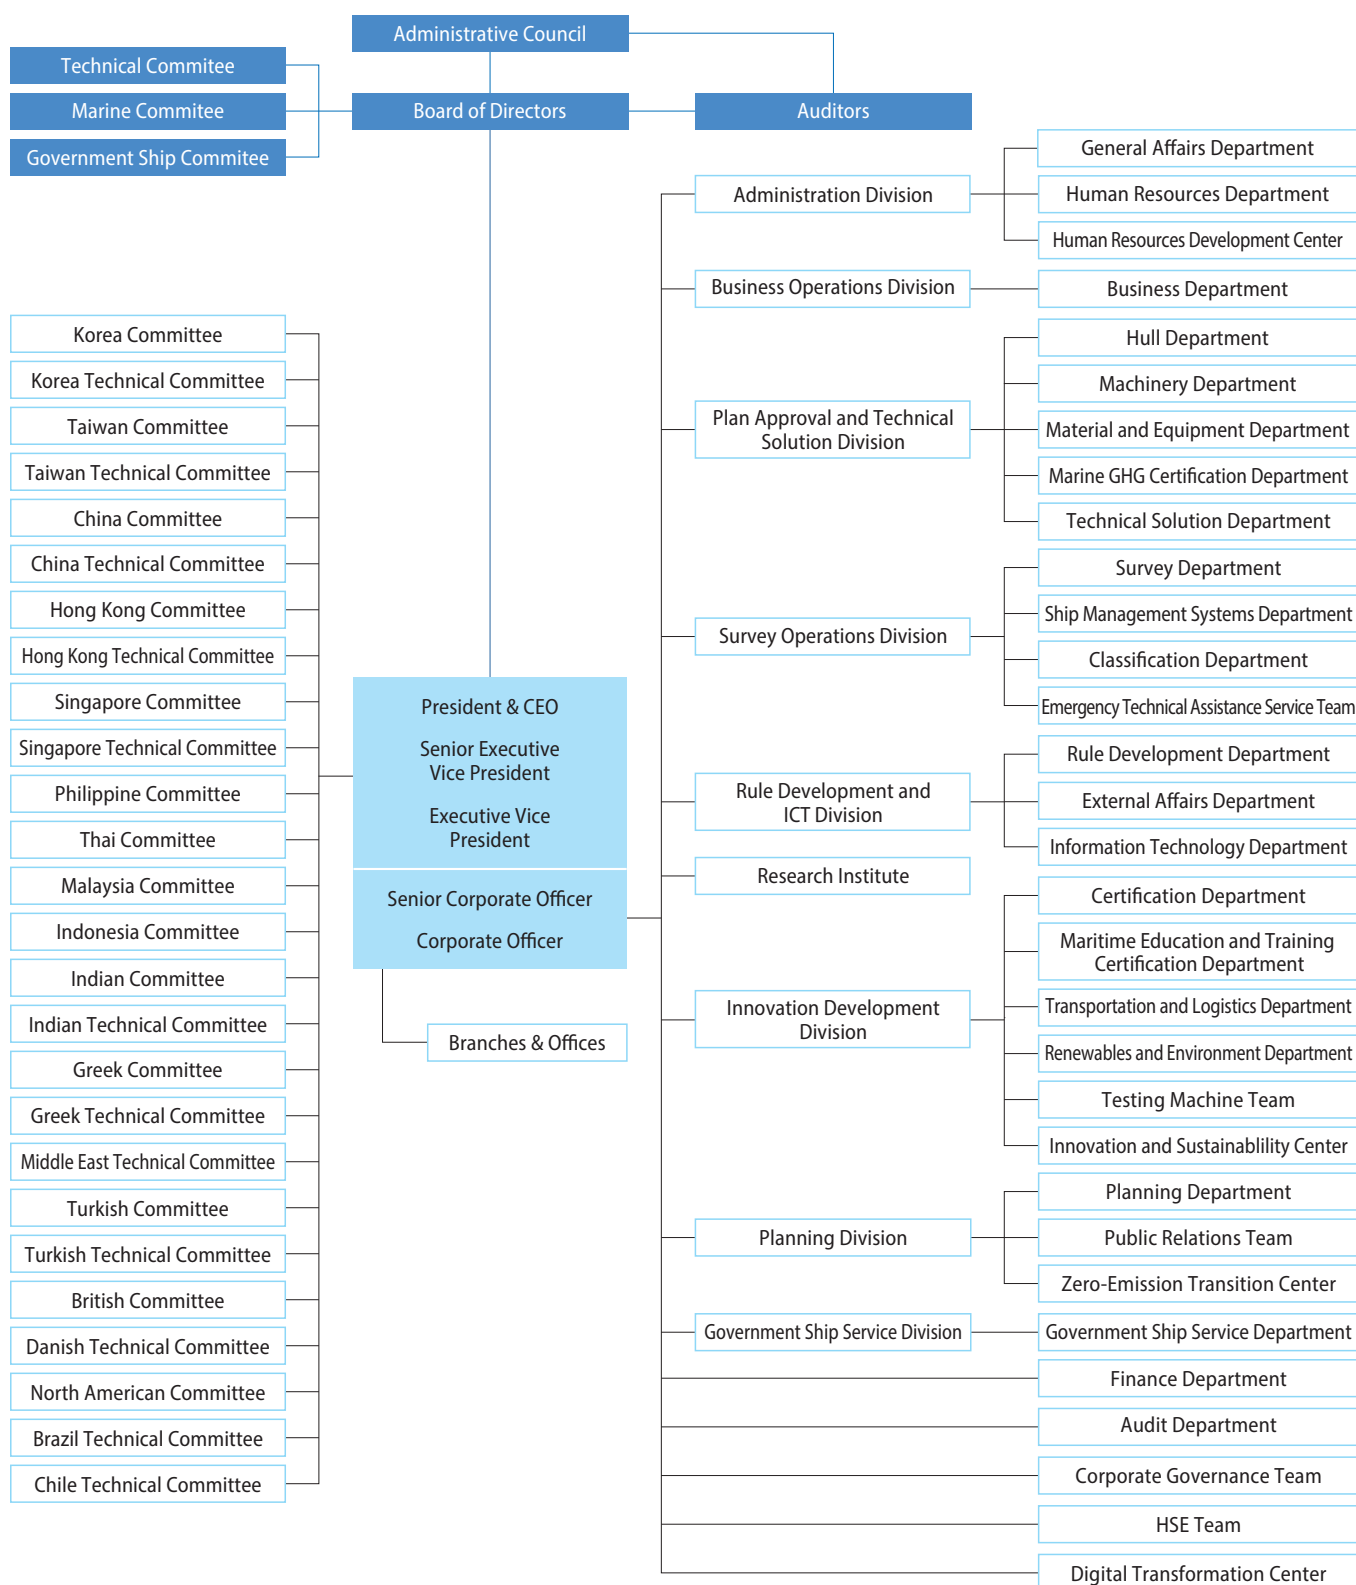 Administrative Council
Technical Commitee
Marine Commitee
Government Ship Commitee
Board of Directors
Auditors
Korea Committee
Korea Technical Committee
Taiwan Committee
Taiwan Technical Committee
China Committee
China Technical Committee
Hong Kong Committee
Hong Kong Technical Committee
Singapore Committee
Singapore Technical Committee
Philippine Committee
Thai Committee
Malaysia Committee
Indonesia Committee
Indian Committee
Indian Technical Committee
Greek Committee
Greek Technical Committee
Middle East Technical Committee
Turkish Committee
Turkish Technical Committee
British Committee
Danish Technical Committee
North American Committee
Brazil Technical Committee
Chile Technical Committee
President & CEO
Senior Executive
Vice President
Executive Vice
President
Senior Corporate Officer
Corporate Officer
Branches & Offices
Administration Division
General Affairs Department
Human Resources Department
Human Resources Development Center
Business Operations Division
Business Department
Plan Approval and Technical
Solution Division
Hull Department
Machinery Department
Material and Equipment Department
Marine GHG Certification Department
Technical Solution Department
Survey Operations Division
Survey Department
Ship Management Systems Department
Classification Department
Emergency Technical Assistance Service Team
Rule Development and
ICT Division
Rule Development Department
External Affairs Department
Information Technology Department
Research Institute
Innovation Development
Division
Certification Department
Maritime Education and Training
Certification Department
Transportation and Logistics Department
Renewables and Environment Department
Testing Machine Team
Innovation and Sustainablility Center
Planning Division
Planning Department
Public Relations Team
Zero-Emission Transition Center
Government Ship Service Division
Government Ship Service Department
Finance Department
Audit Department
Corporate Governance Team
HSE Team
Digital Transformation Center